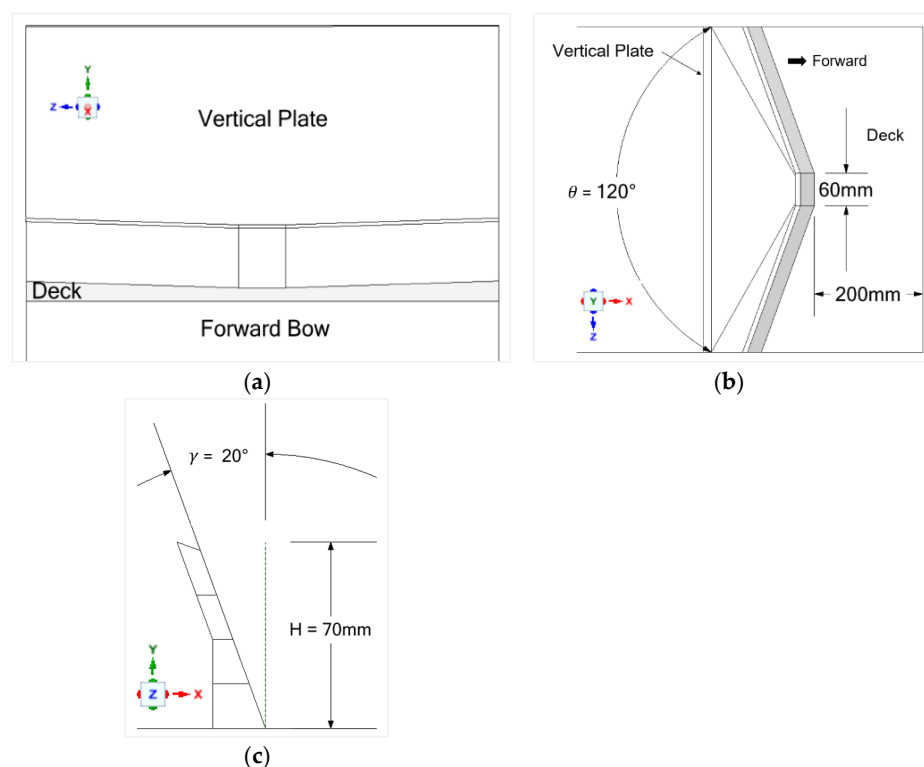 Y
Z
X
Vertical Plate
Deck
Forward Bow
(a)
Vertical Plate
Forward
Deck
θ = 120°
60mm
Y
X
Z
200mm
(b)
γ = 20°
H = 70mm
Y
Z
X
(c)